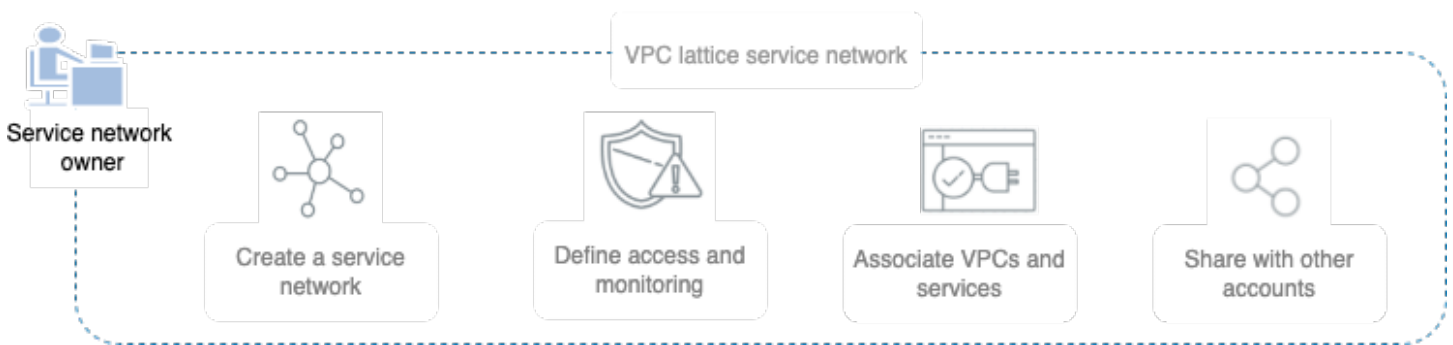 VPC lattice service network
Service network
owner
Create a service
network
Define access and
monitoring
Associate VPCs and
services
Share with other
accounts